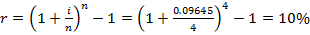 r = (1 + i/n)^n − 1 = (1 + 0.09645/4)^4 − 1 = 10%